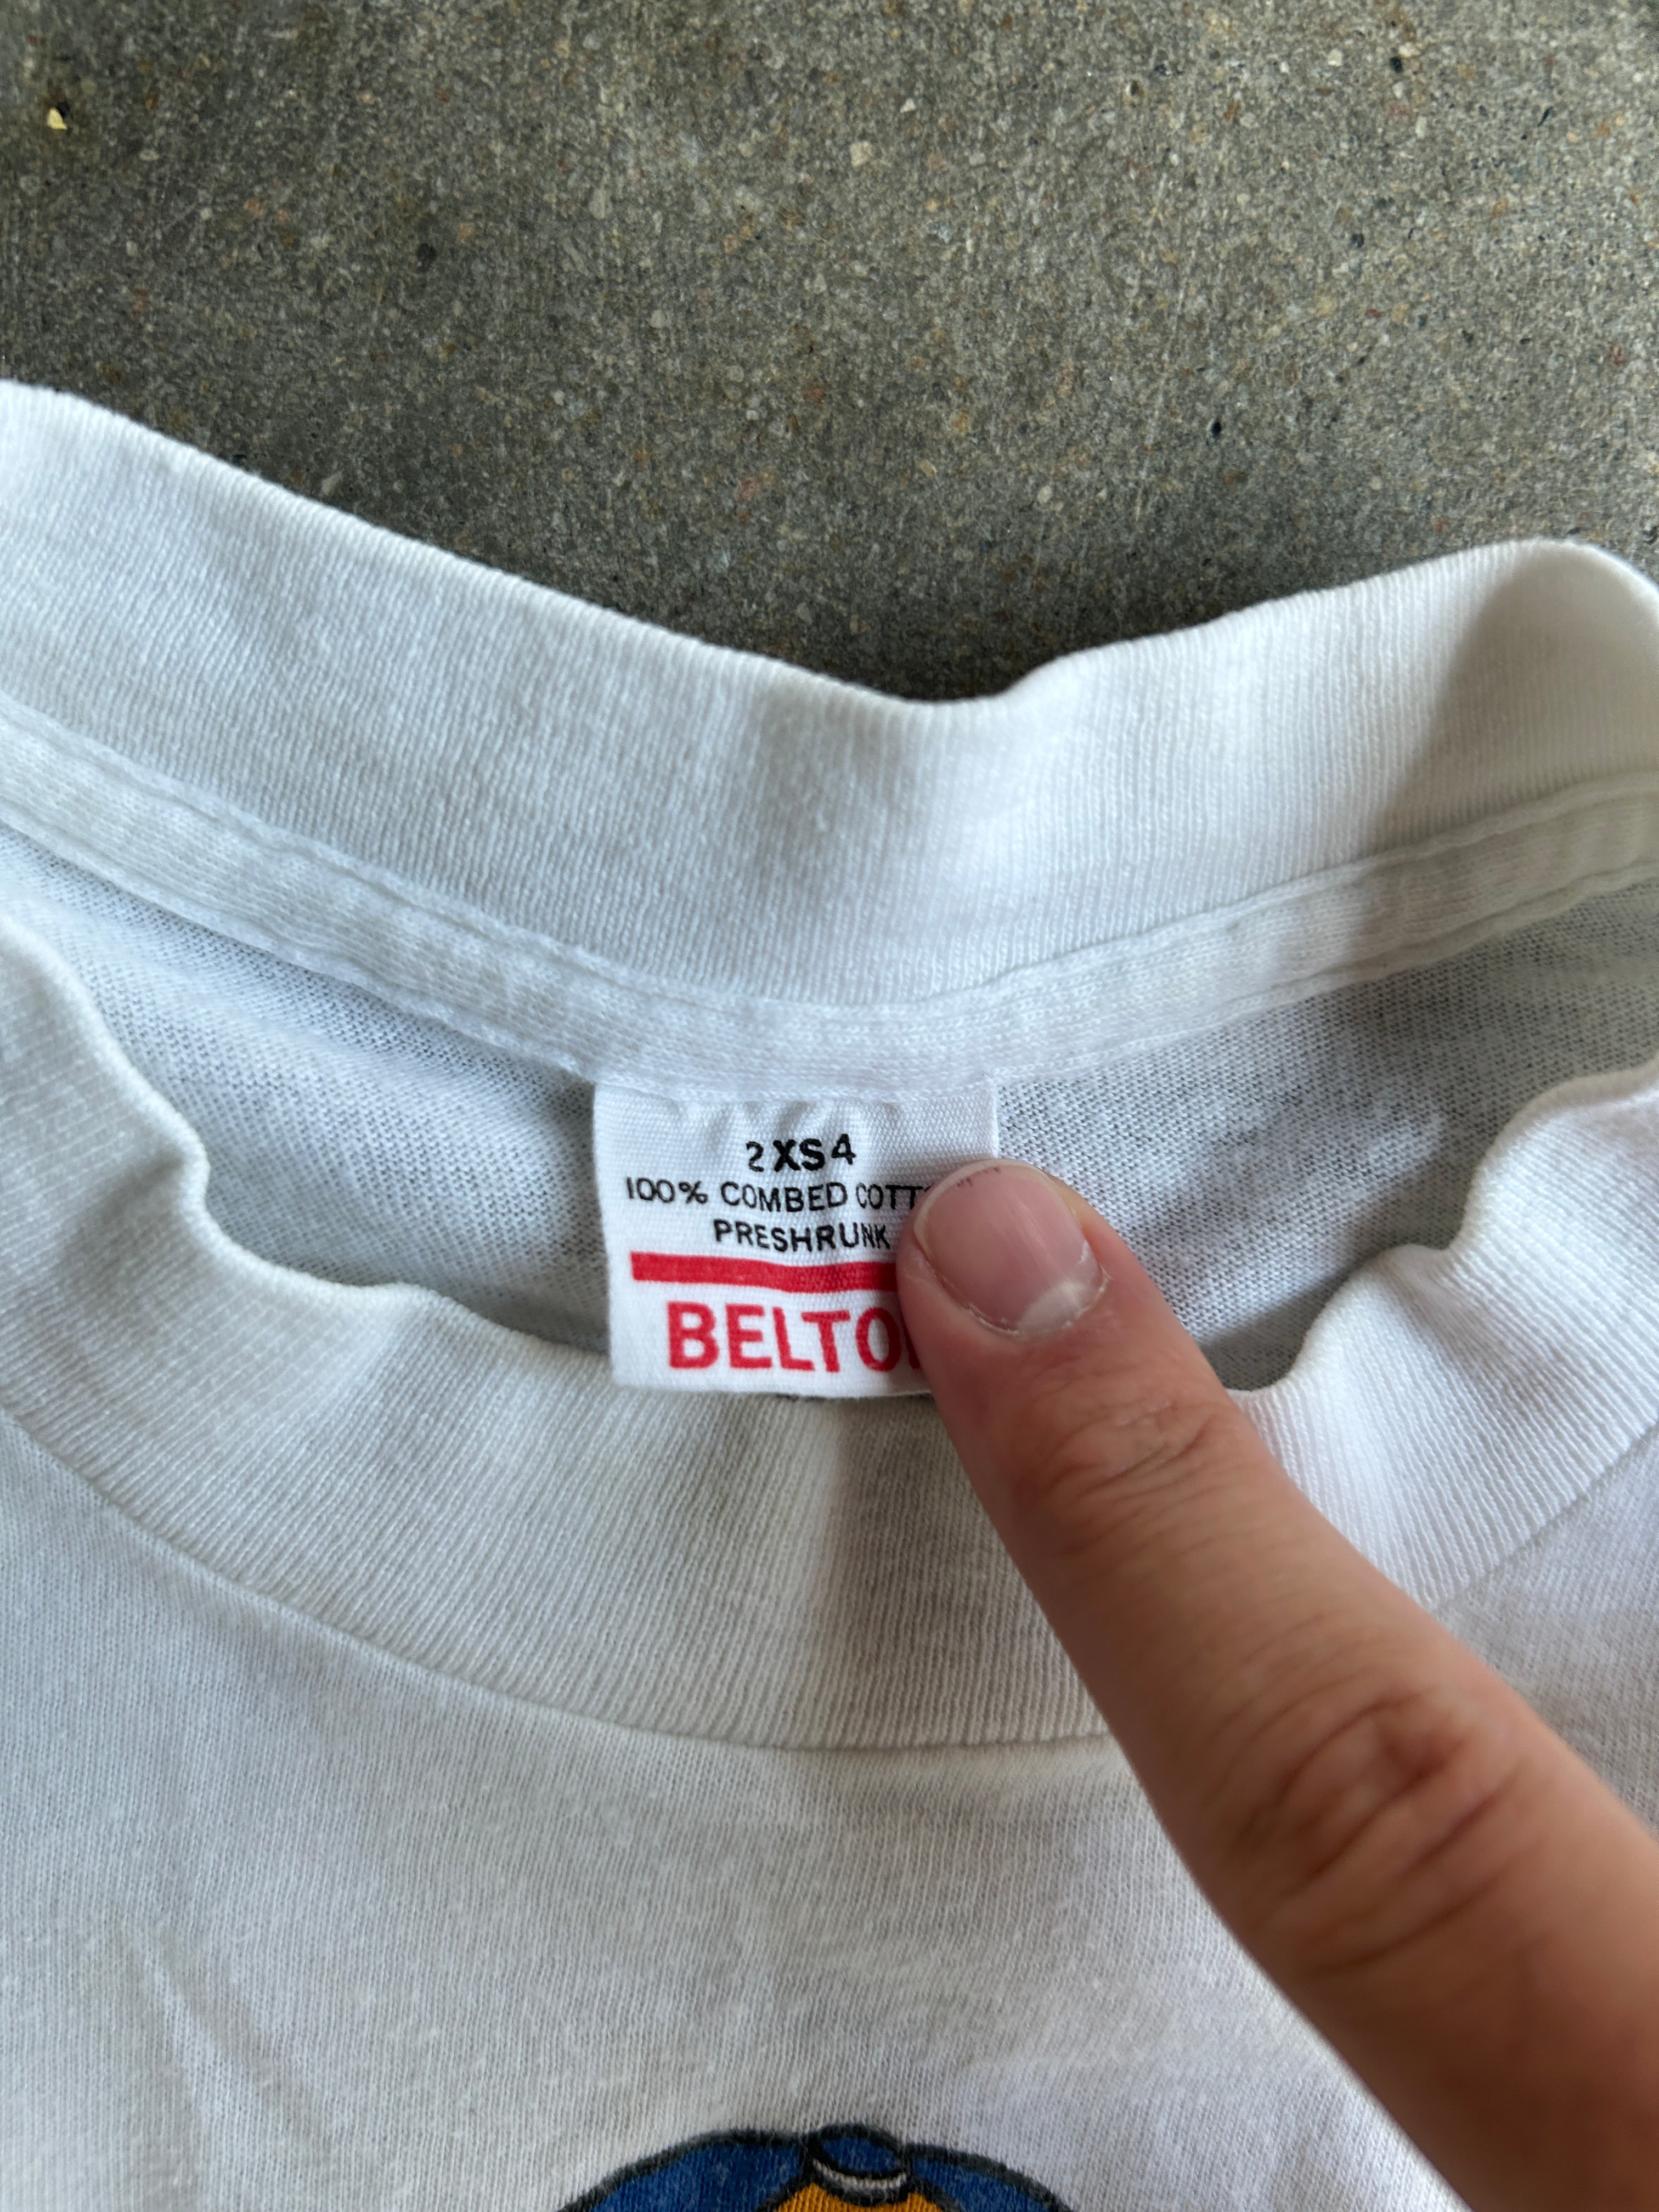 2XS4
100% COMBED COTT
PRESHRUNK
BELTO